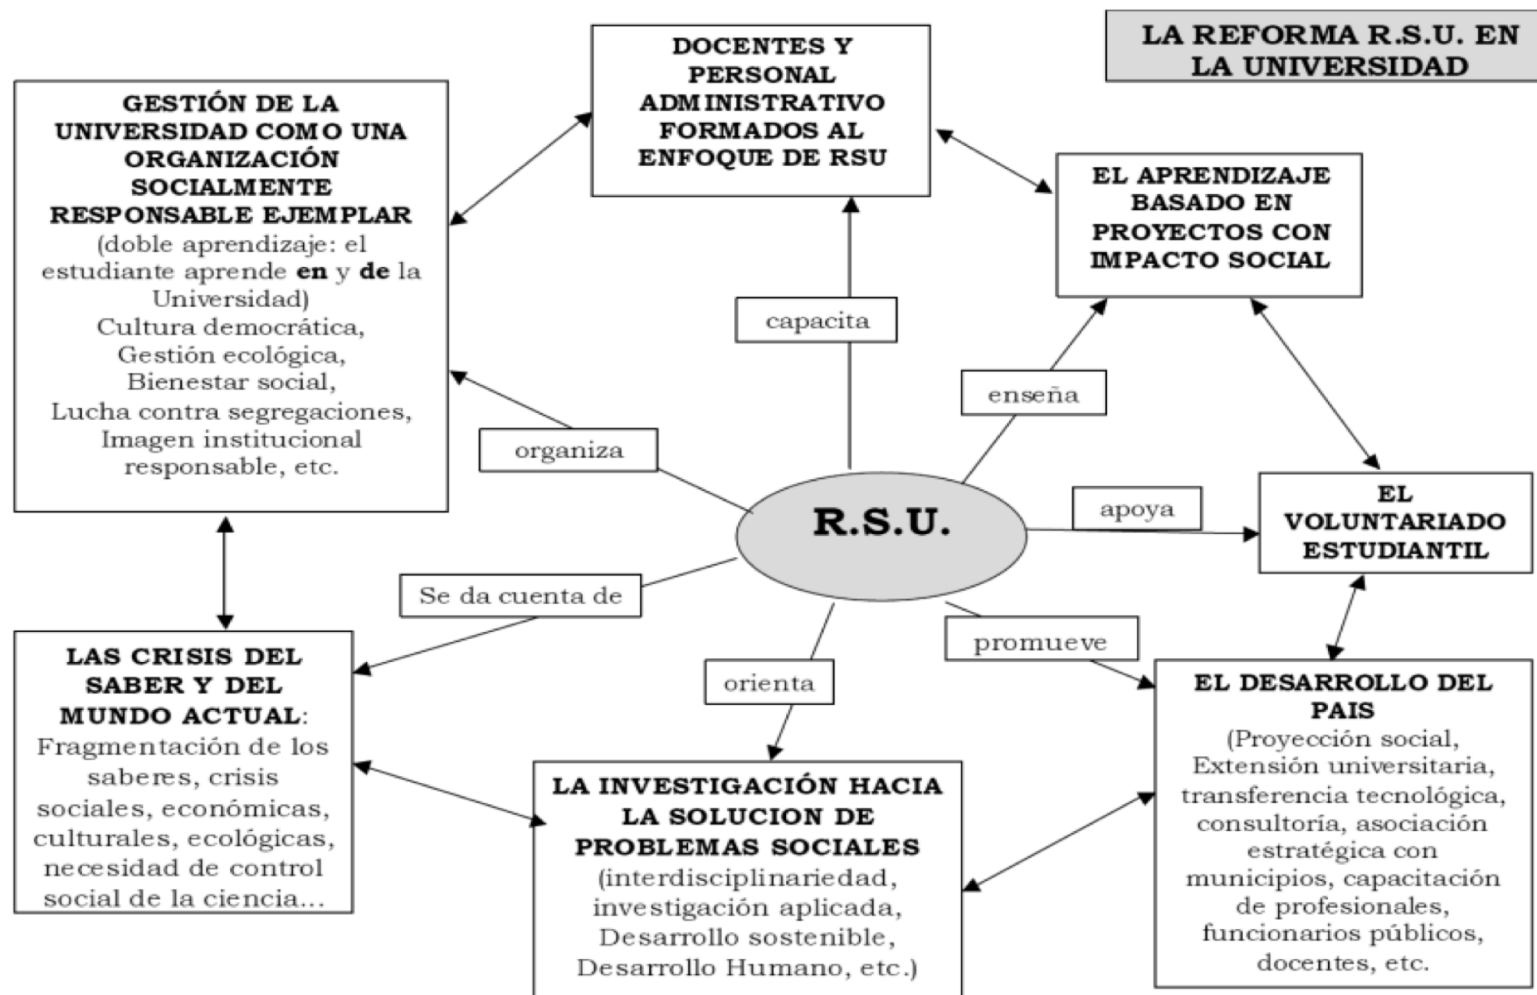 LA REFORMA R.S.U. EN
LA UNIVERSIDAD
DOCENTES Y
PERSONAL
ADMINISTRATIVO
FORMADOS AL
ENFOQUE DE RSU
GESTIÓN DE LA
UNIVERSIDAD COMO UNA
ORGANIZACIÓN
SOCIALMENTE
RESPONSABLE EJEMPLAR
(doble aprendizaje: el
estudiante aprende en y de la
Universidad)
Cultura democrática,
Gestión ecológica,
Bienestar social,
Lucha contra segregaciones,
Imagen institucional
responsable, etc.
EL APRENDIZAJE
BASADO EN
PROYECTOS CON
IMPACTO SOCIAL
capacita
enseña
organiza
R.S.U.
apoya
EL
VOLUNTARIADO
ESTUDIANTIL
Se da cuenta de
orienta
promueve
LAS CRISIS DEL
SABER Y DEL
MUNDO ACTUAL:
Fragmentación de los
saberes, crisis
sociales, económicas,
culturales, ecológicas,
necesidad de control
social de la ciencia...
LA INVESTIGACIÓN HACIA
LA SOLUCION DE
PROBLEMAS SOCIALES
(interdisciplinariedad,
investigación aplicada,
Desarrollo sostenible,
Desarrollo Humano, etc.)
EL DESARROLLO DEL
PAIS
(Proyección social,
Extensión universitaria,
transferencia tecnológica,
consultoría, asociación
estratégica con
municipios, capacitación
de profesionales,
funcionarios públicos,
docentes, etc.